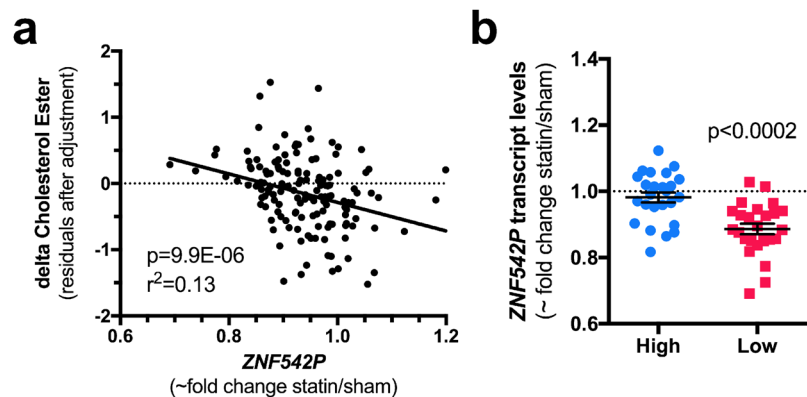 a
delta Cholesterol Ester
(residuals after adjustment)
2
1
0
-1
-2
p=9.9E-06
r²=0.13
0.6
0.8
1.0
1.2
ZNF542P
(~fold change statin/sham)
b
ZNF542P transcript levels
(~ fold change statin/sham)
1.4
1.2
1.0
0.8
0.6
p<0.0002
High
Low